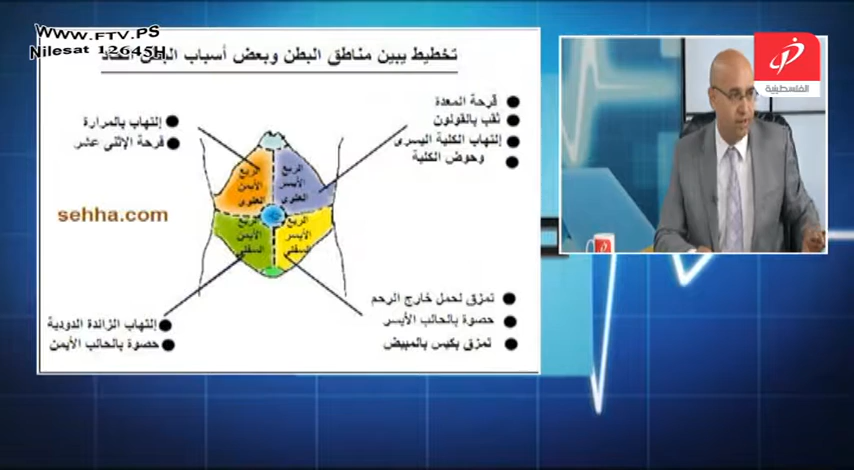 Www.FTV.PS
Nilesat 12645H
تخطيط يبين مناطق البطن وبعض أسباب
قرحة المعدة
ثقب بالقولون
إلتهاب الكلية اليسرى
وحوض الكلية
إلتهاب بالمرارة
قرحة الإثنى عشر
الربع الأيمن العلوي
الربع الأيسر العلوي
الربع الأيمن السفلي
الربع الأيسر السفلي
sehha.com
تمزق لحمل خارج الرحم
حصوة بالحالب الأيسر
تمزق بكيس بالمبيض
إلتهاب الزائدة الدودية
حصوة بالحالب الأيمن
الفلسطينية